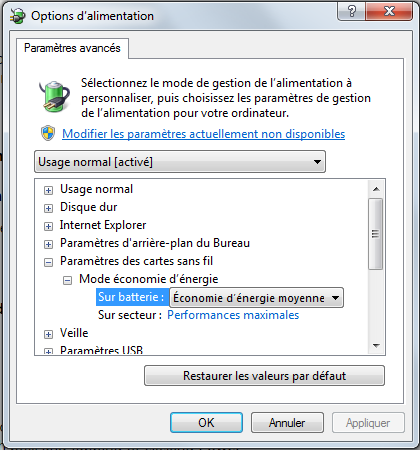 Options d'alimentation
Paramètres avancés
Sélectionnez le mode de gestion de l'alimentation à
personnaliser, puis choisissez les paramètres de gestion
de l'alimentation pour votre ordinateur.
Modifier les paramètres actuellement non disponibles
Usage normal [activé]
Usage normal
Disque dur
Internet Explorer
Paramètres d'arrière-plan du Bureau
Paramètres des cartes sans fil
Mode économie d'énergie
Sur batterie : Économie d'énergie moyenne
Sur secteur : Performances maximales
Veille
Paramètres USB
Restaurer les valeurs par défaut
OK Annuler Appliquer